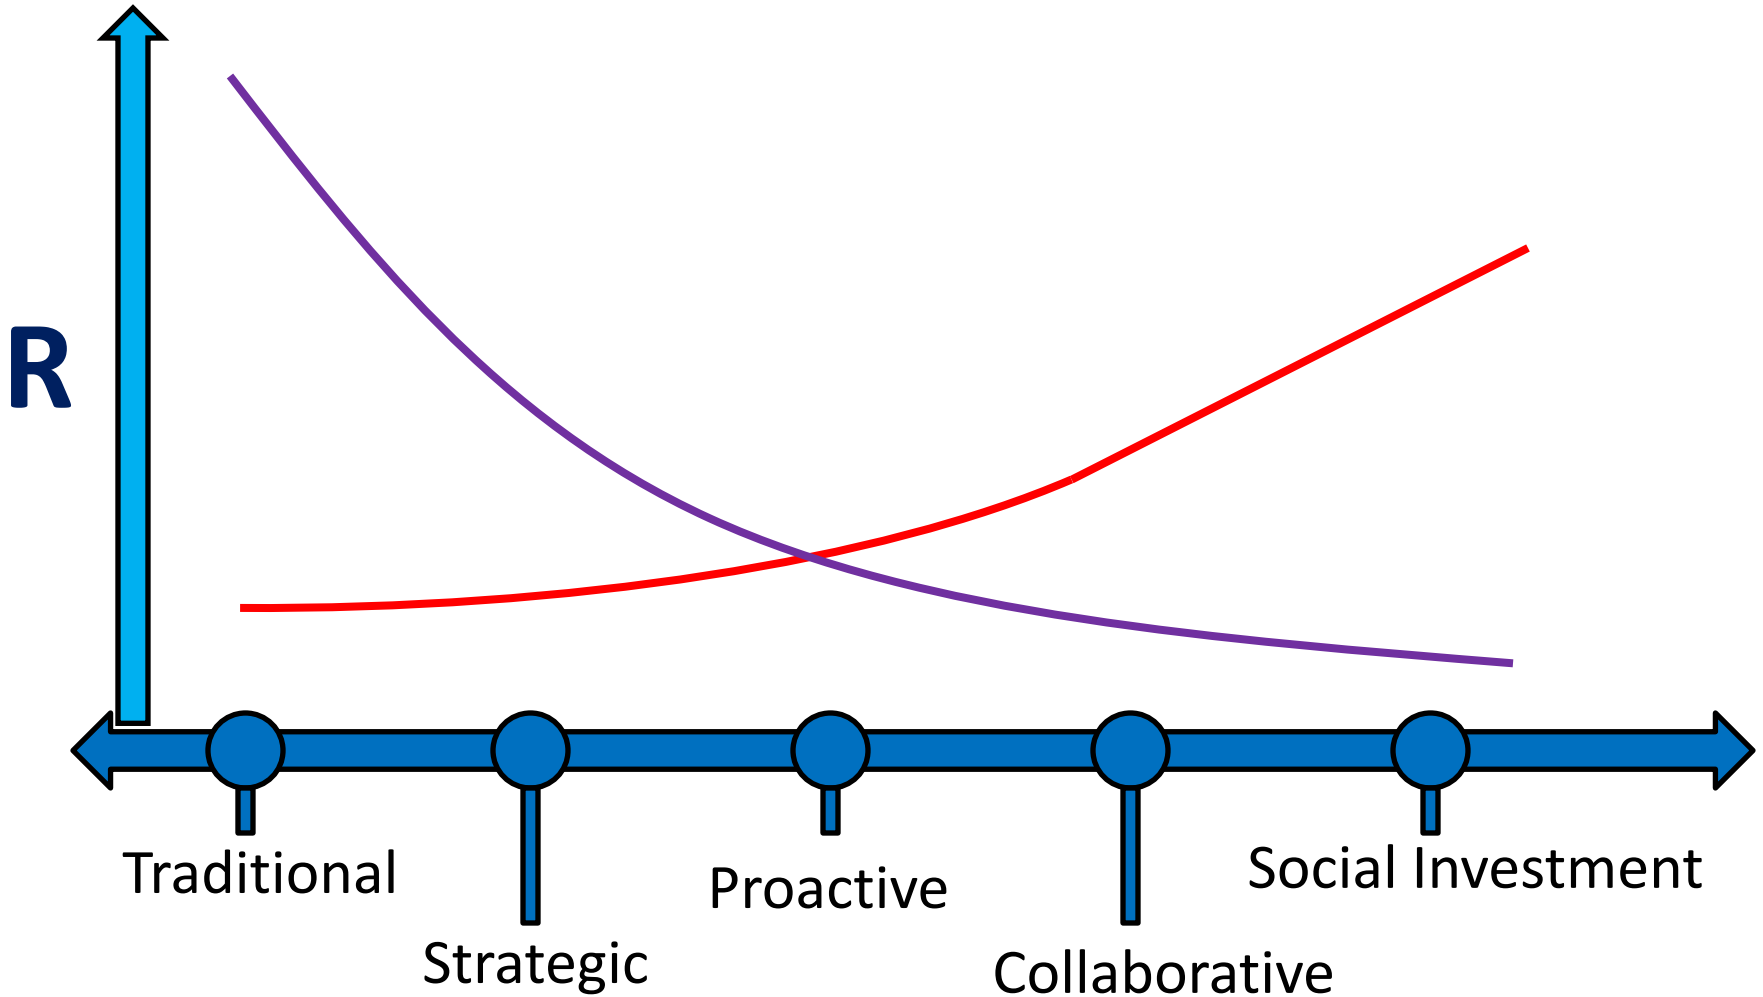 R
Traditional
Strategic
Proactive
Collaborative
Social Investment